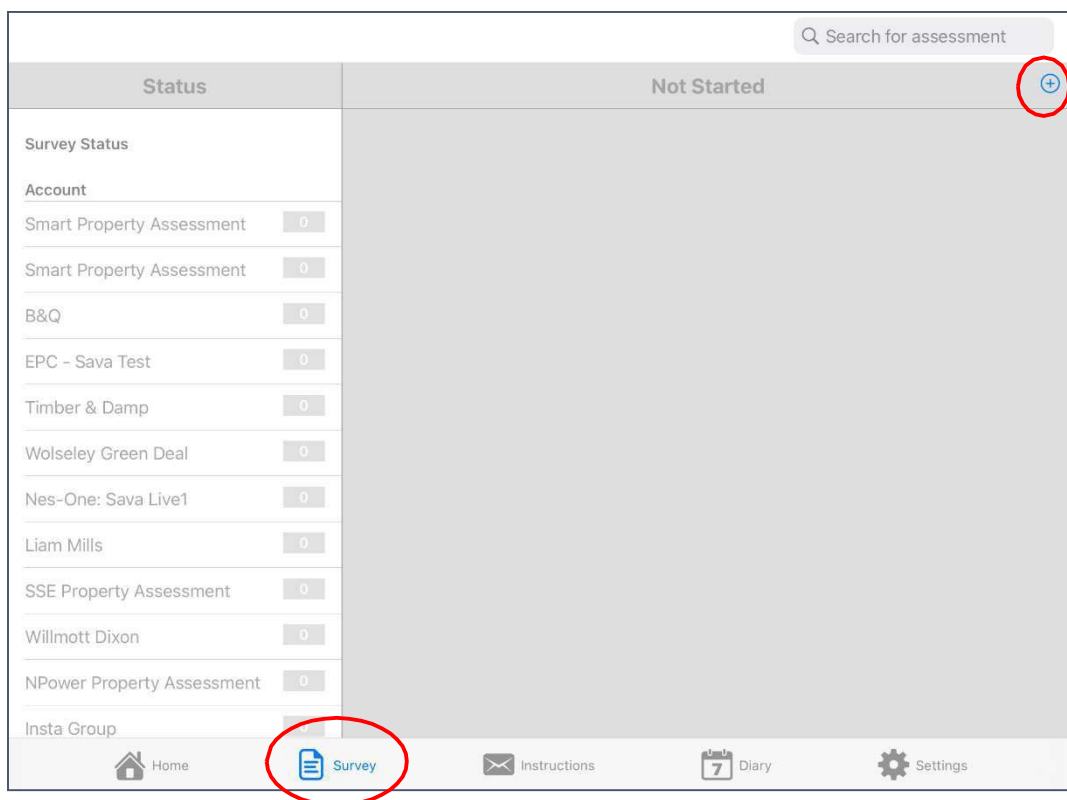 Search for assessment
Status
Not Started
Survey Status
Account
Smart Property Assessment 0
Smart Property Assessment 0
B&Q 0
EPC - Sava Test 0
Timber & Damp 0
Wolseley Green Deal 0
Nes-One: Sava Live1 0
Liam Mills 0
SSE Property Assessment 0
Willmott Dixon 0
NPower Property Assessment 0
Insta Group 0
Home
Survey
Instructions
7 Diary
Settings